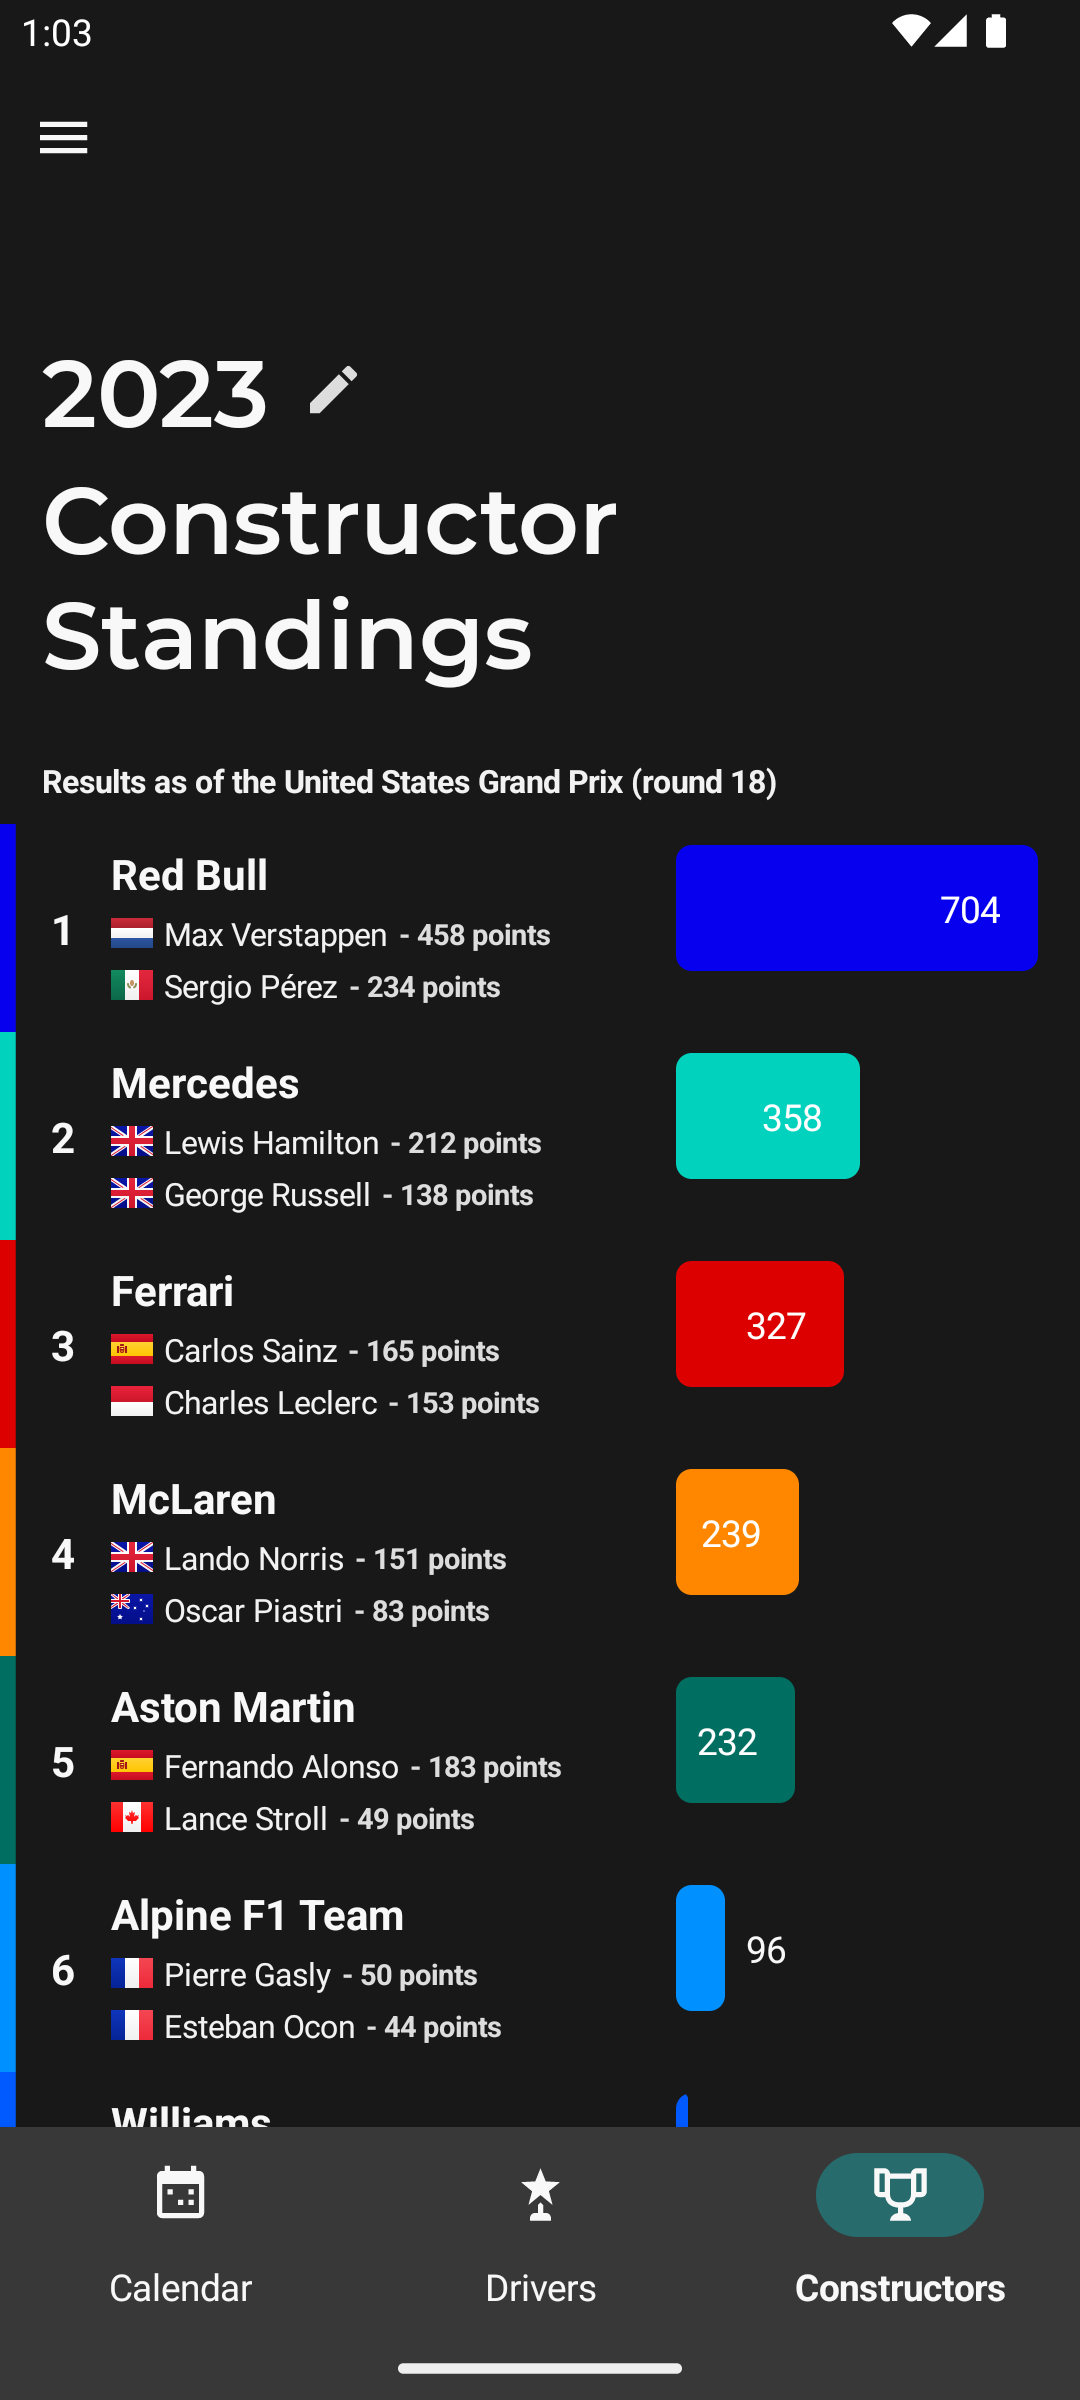 1:03
2023
Constructor
Standings
Results as of the United States Grand Prix (round 18)
Red Bull
704
1
Max Verstappen - 458 points
Sergio Pérez - 234 points
Mercedes
358
2
Lewis Hamilton - 212 points
George Russell - 138 points
Ferrari
327
3
Carlos Sainz - 165 points
Charles Leclerc - 153 points
McLaren
239
4
Lando Norris - 151 points
Oscar Piastri - 83 points
Aston Martin
232
5
Fernando Alonso - 183 points
Lance Stroll - 49 points
Alpine F1 Team
96
6
Pierre Gasly - 50 points
Esteban Ocon - 44 points
Williams
Calendar
Drivers
Constructors